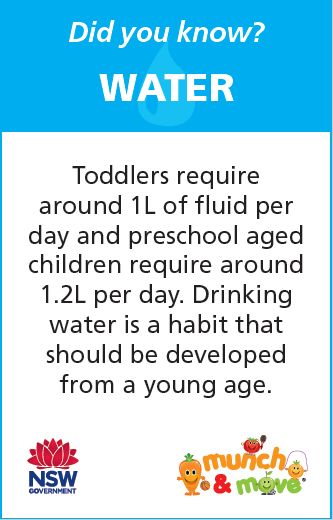 Did you know?
WATER
Toddlers require
around 1L of fluid per
day and preschool aged
children require around
1.2L per day. Drinking
water is a habit that
should be developed
from a young age.
NSW
GOVERNMENT
munch
& move